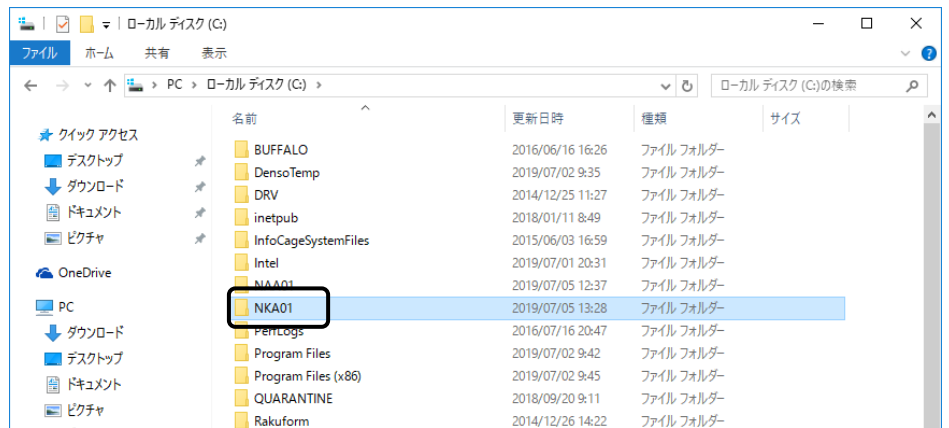 ローカル ディスク (C:)
ファイル ホーム 共有 表示
PC ローカル ディスク (C:) ローカル ディスク (C:)の検索
名前 更新日時 種類 サイズ
クイック アクセス
デスクトップ
ダウンロード
ドキュメント
ピクチャ
OneDrive
PC
ダウンロード
デスクトップ
ドキュメント
ピクチャ
BUFFALO 2016/06/16 16:26 ファイル フォルダー
DensoTemp 2019/07/02 9:35 ファイル フォルダー
DRV 2014/12/25 11:27 ファイル フォルダー
inetpub 2018/01/11 8:49 ファイル フォルダー
InfoCageSystemFiles 2015/06/03 16:59 ファイル フォルダー
Intel 2019/07/01 20:31 ファイル フォルダー
NAA01 2019/07/05 12:37 ファイル フォルダー
NKA01 2019/07/05 13:28 ファイル フォルダー
PerfLogs 2016/07/16 20:47 ファイル フォルダー
Program Files 2019/07/02 9:42 ファイル フォルダー
Program Files (x86) 2019/07/02 9:45 ファイル フォルダー
QUARANTINE 2018/09/20 9:11 ファイル フォルダー
Rakuform 2014/12/26 14:22 ファイル フォルダー